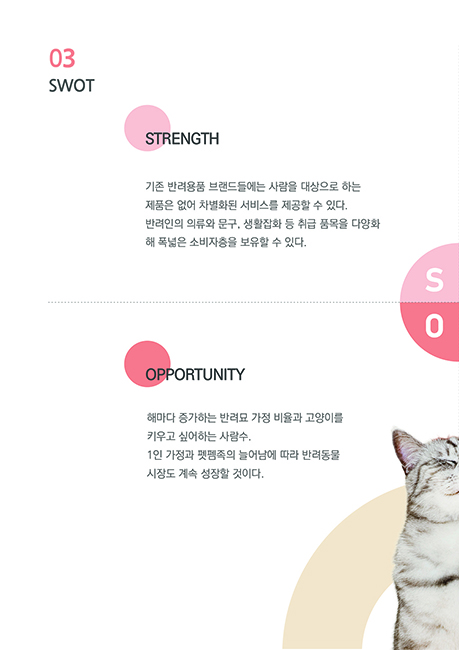 03
SWOT
STRENGTH
기존 반려용품 브랜드들에는 사람을 대상으로 하는
제품은 없어 차별화된 서비스를 제공할 수 있다.
반려인의 의류와 문구, 생활잡화 등 취급 품목을 다양화
해 폭넓은 소비자층을 보유할 수 있다.
S
O
OPPORTUNITY
해마다 증가하는 반려묘 가정 비율과 고양이를
키우고 싶어하는 사람수.
1인 가정과 펫펨족의 늘어남에 따라 반려동물
시장도 계속 성장할 것이다.